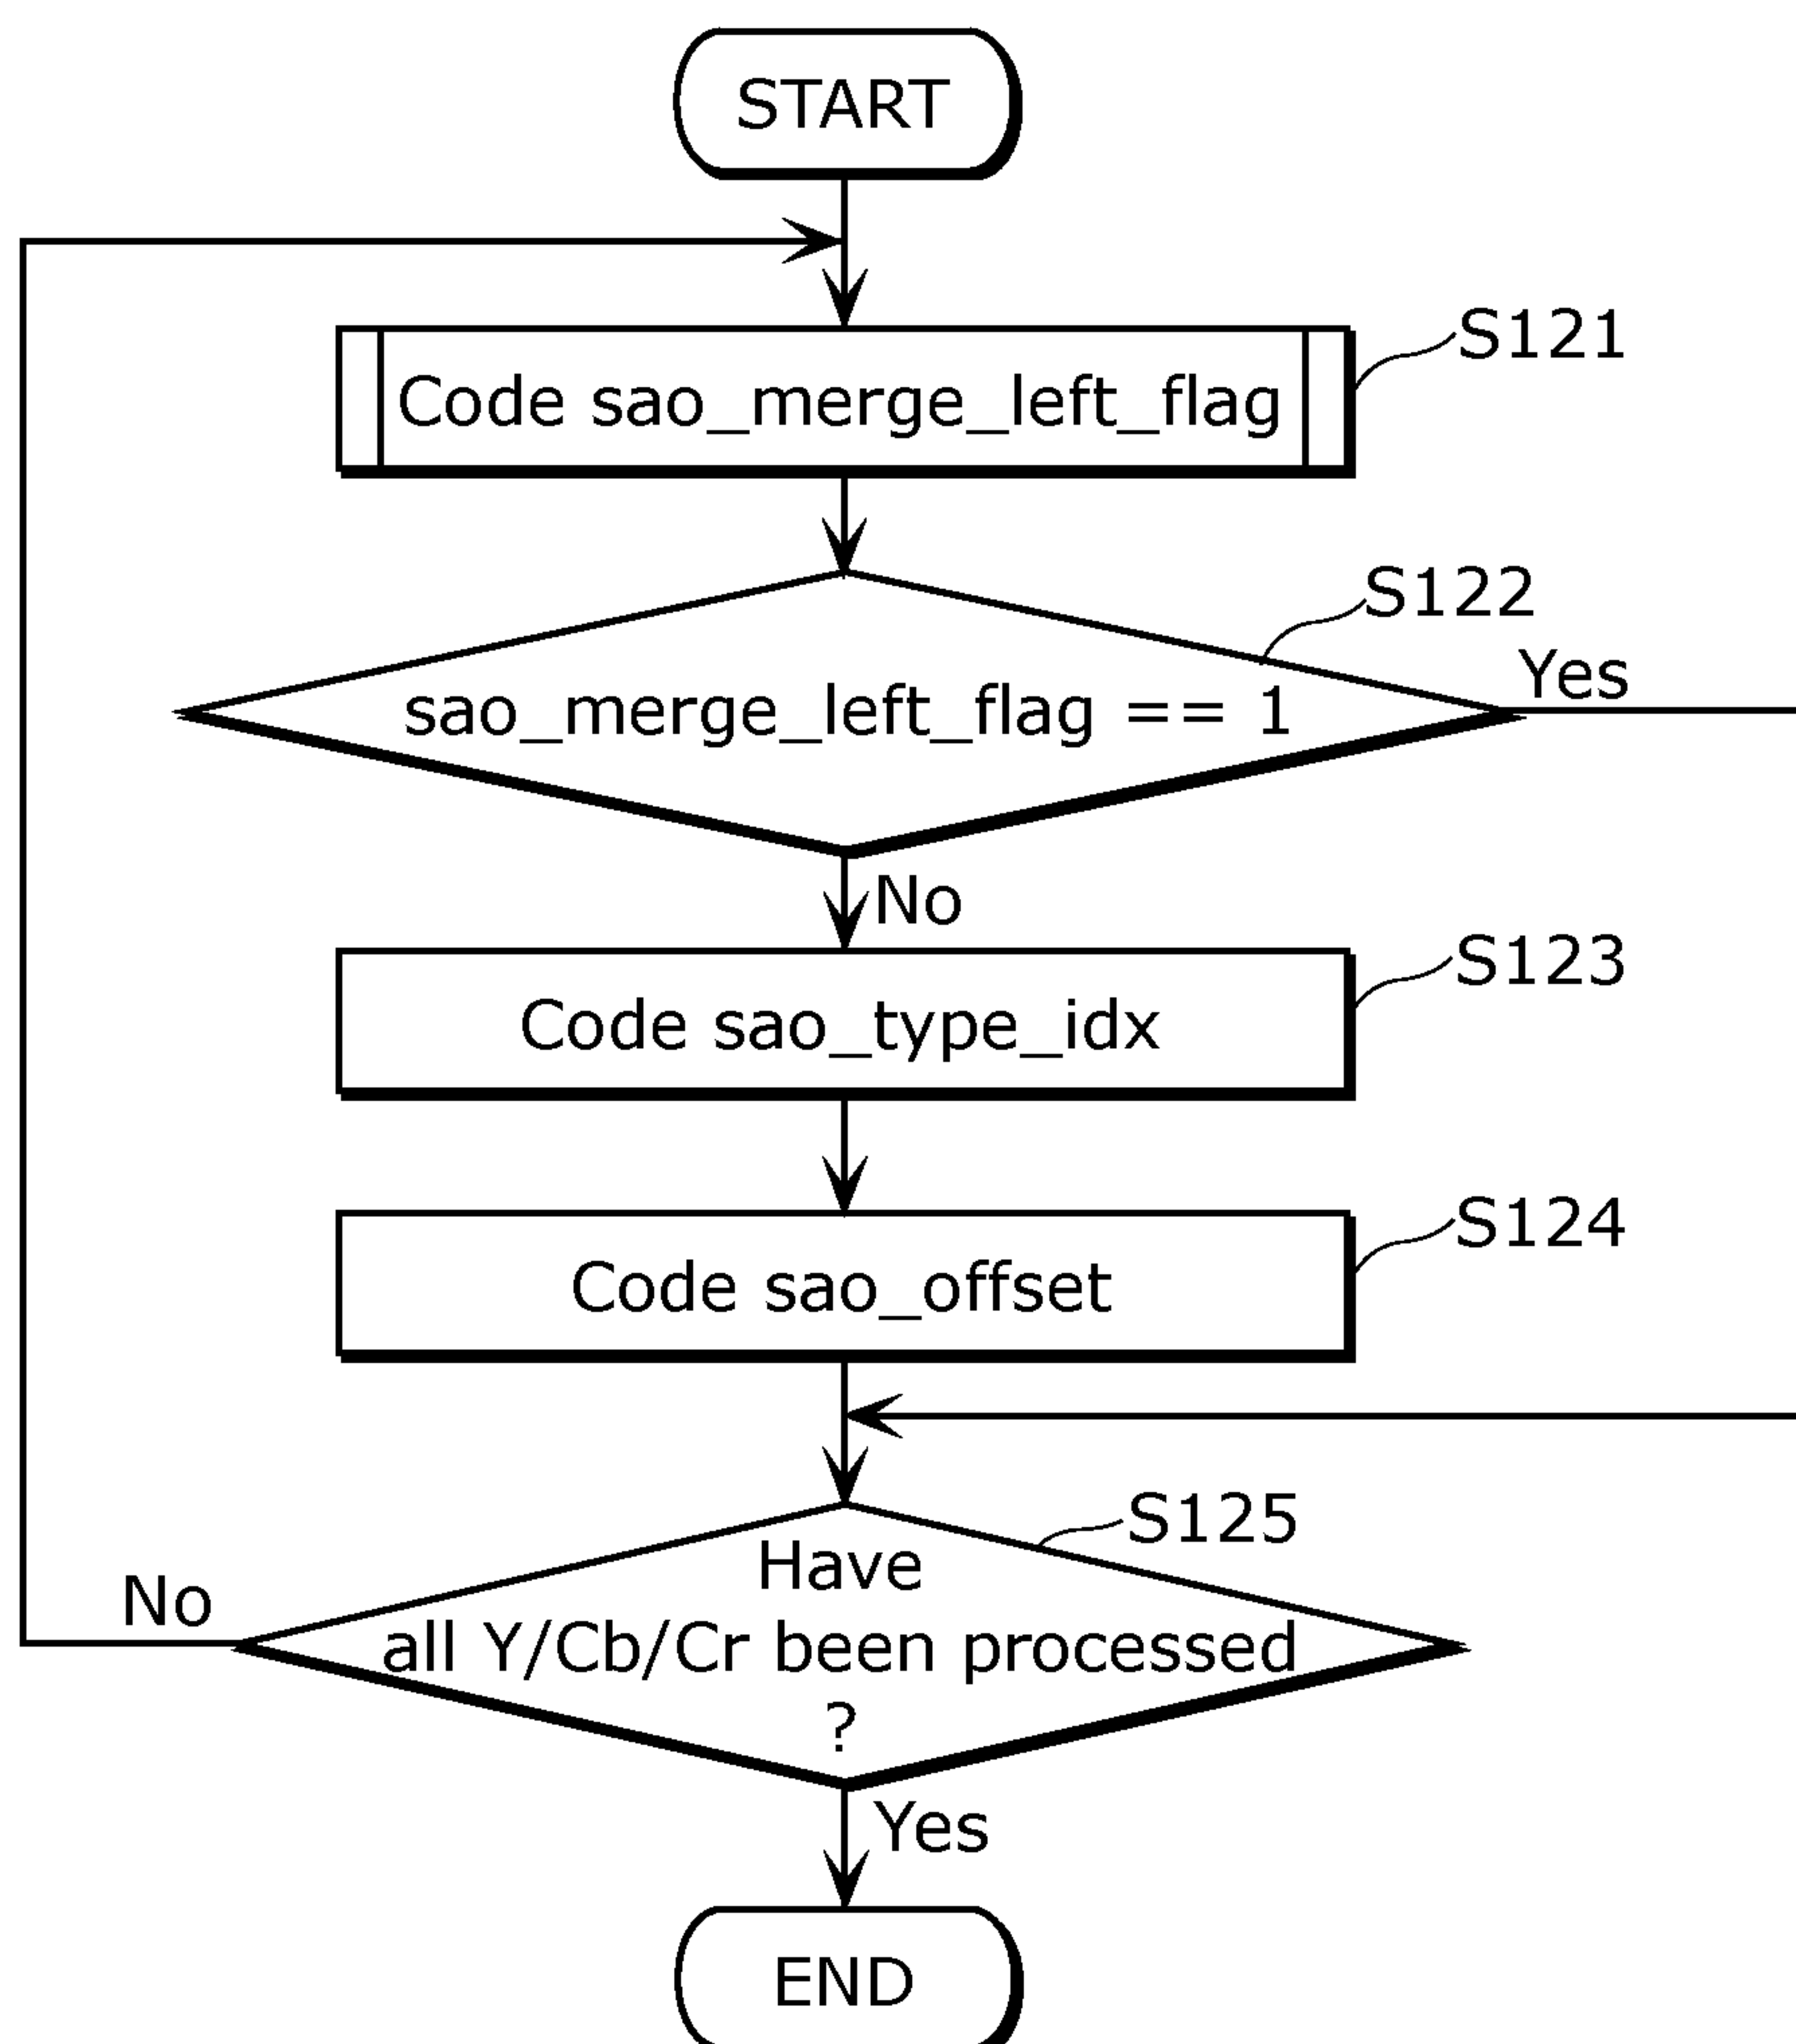 START
S121
Code sao_merge_left_flag
S122
Yes
sao_merge_left_flag == 1
No
S123
Code sao_type_idx
S124
Code sao_offset
S125
Have
No
all Y/Cb/Cr been processed
?
Yes
END